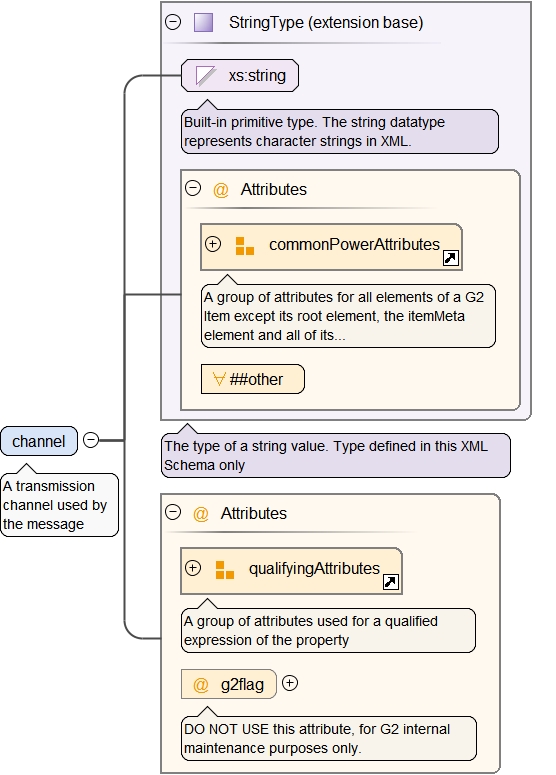 StringType (extension base)
xs:string
Built-in primitive type. The string datatype
represents character strings in XML.
@ Attributes
commonPowerAttributes
A group of attributes for all elements of a G2
Item except its root element, the itemMeta
element and all of its...
##other
The type of a string value. Type defined in this XML
Schema only
channel
A transmission
channel used by
the message
@ Attributes
qualifyingAttributes
A group of attributes used for a qualified
expression of the property
@ g2flag
DO NOT USE this attribute, for G2 internal
maintenance purposes only.